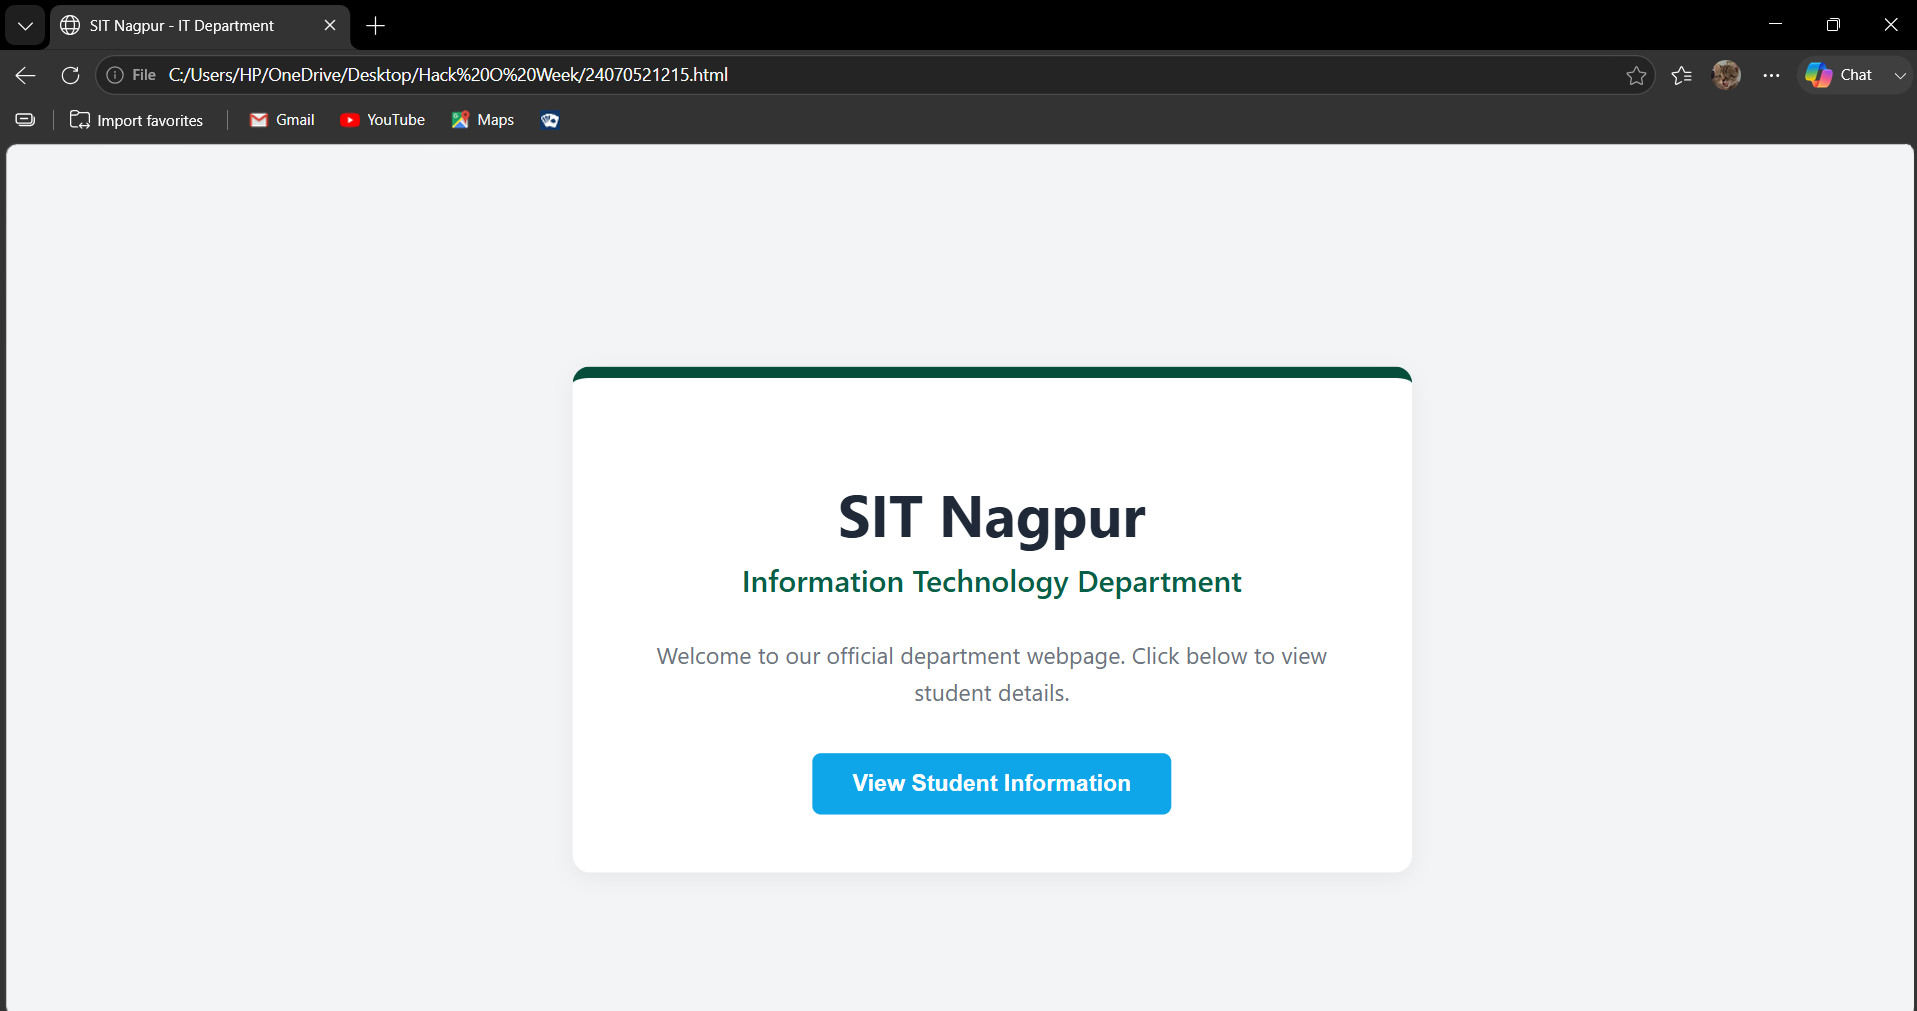 SIT Nagpur - IT Department
File C:/Users/HP/OneDrive/Desktop/Hack%20O%20Week/24070521215.html
Chat
Import favorites
Gmail
YouTube
Maps
SIT Nagpur
Information Technology Department
Welcome to our official department webpage. Click below to view
student details.
View Student Information